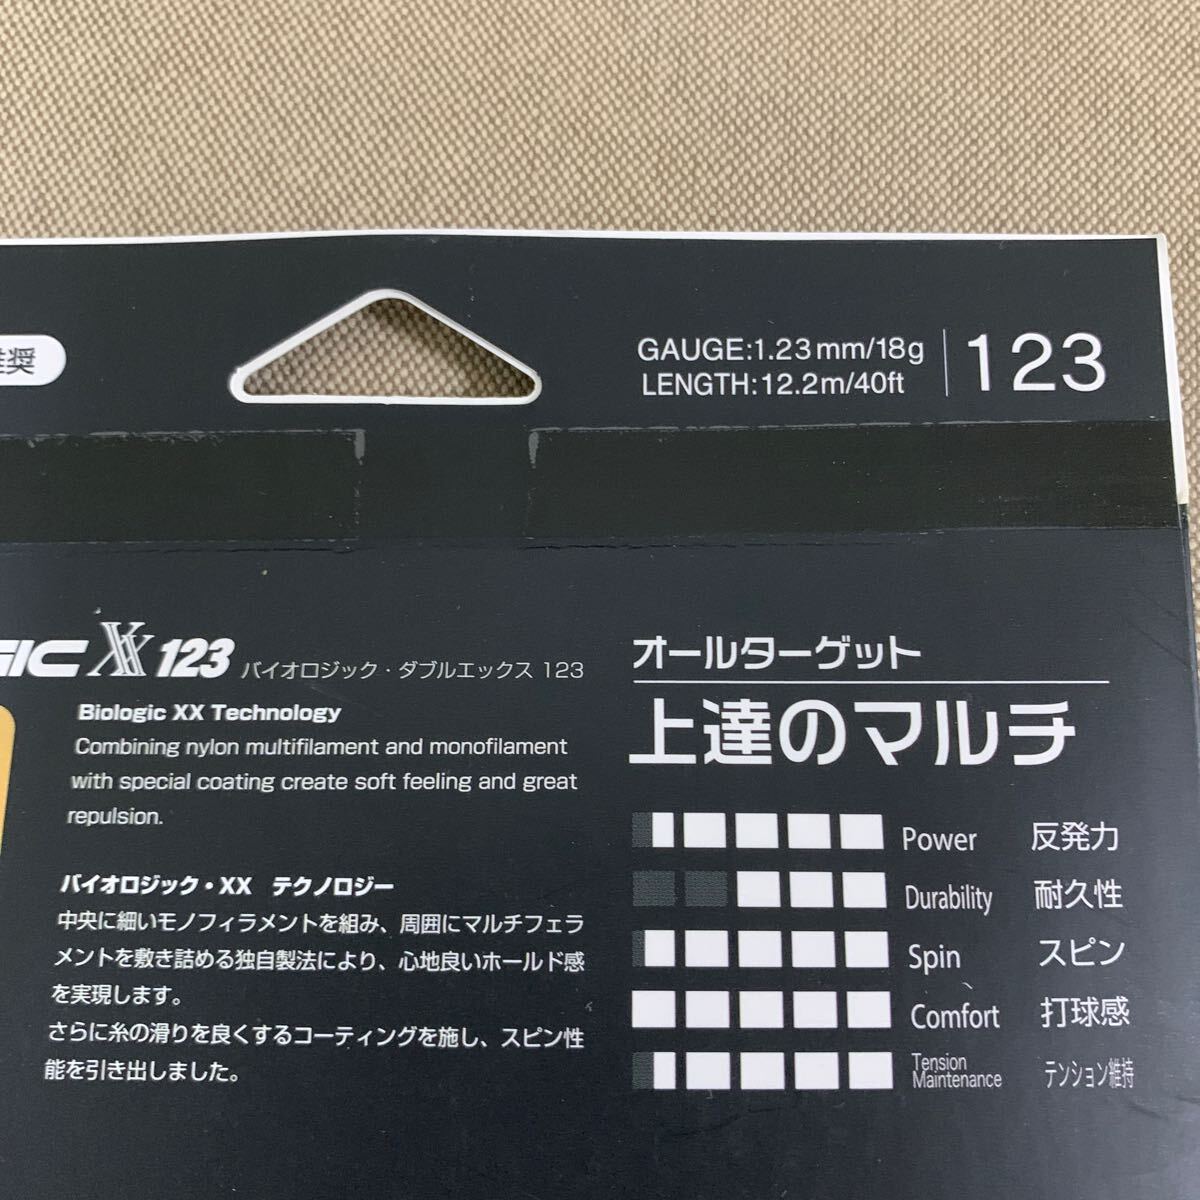 GAUGE:1.23mm/18g
LENGTH:12.2m/40ft
123
XX 123
バイオロジック・ダブルエックス 123
Biologic XX Technology
Combining nylon multifilament and monofilament
with special coating create soft feeling and great
repulsion.
バイオロジック・XX テクノロジー
中央に細いモノフィラメントを組み、周囲にマルチフェラ
メントを敷き詰める独自製法により、心地良いホールド感
を実現します。
さらに糸の滑りを良くするコーティングを施し、スピン性
能を引き出しました。
オールターゲット
上達のマルチ
Power 反発力
Durability 耐久性
Spin スピン
Comfort 打球感
Tension
Maintenance テンション維持